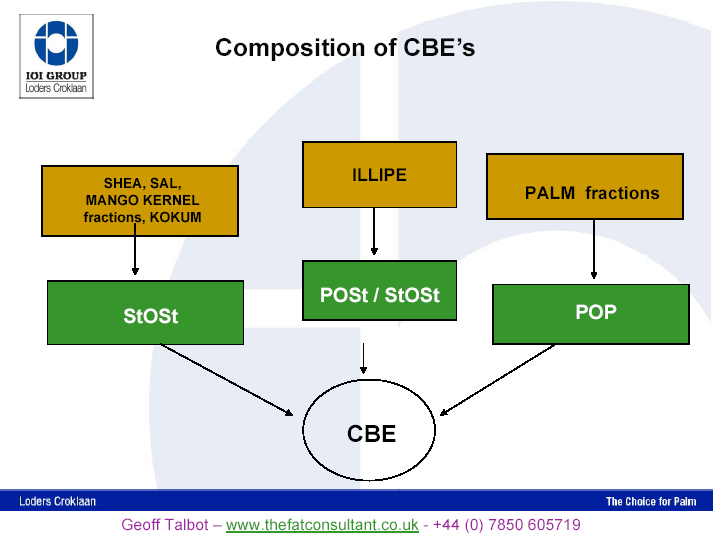 IOI GROUP
Loders Croklaan
Composition of CBE's
SHEA, SAL,
MANGO KERNEL
fractions, KOKUM
ILLIPE
PALM fractions
StOSt
POSt / StOSt
POP
CBE
Loders Croklaan
The Choice for Palm
Geoff Talbot – www.thefatconsultant.co.uk - +44 (0) 7850 605719